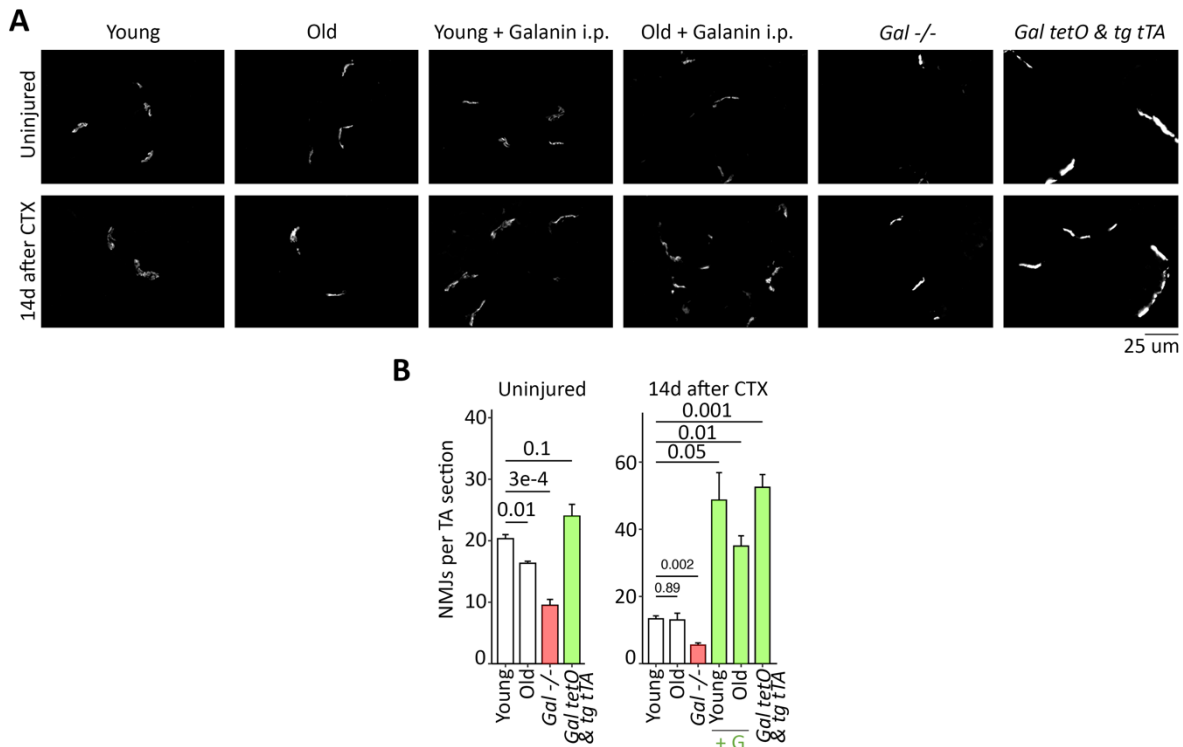 A
Young Old Young + Galanin i.p. Old + Galanin i.p. Gal -/- Gal tetO & tg tTA
Uninjured
14d after CTX
25 um
B
Uninjured 14d after CTX
NMJs per TA section
40
20
10
0
0.1
3e-4
0.01
Young
Old
Gal -/-
Gal tetO
& tg tTA
60
40
20
0
0.001
0.01
0.05
0.002
0.89
Young
Old
Gal -/-
Young
Old
+ G
Gal tetO
& tg tTA